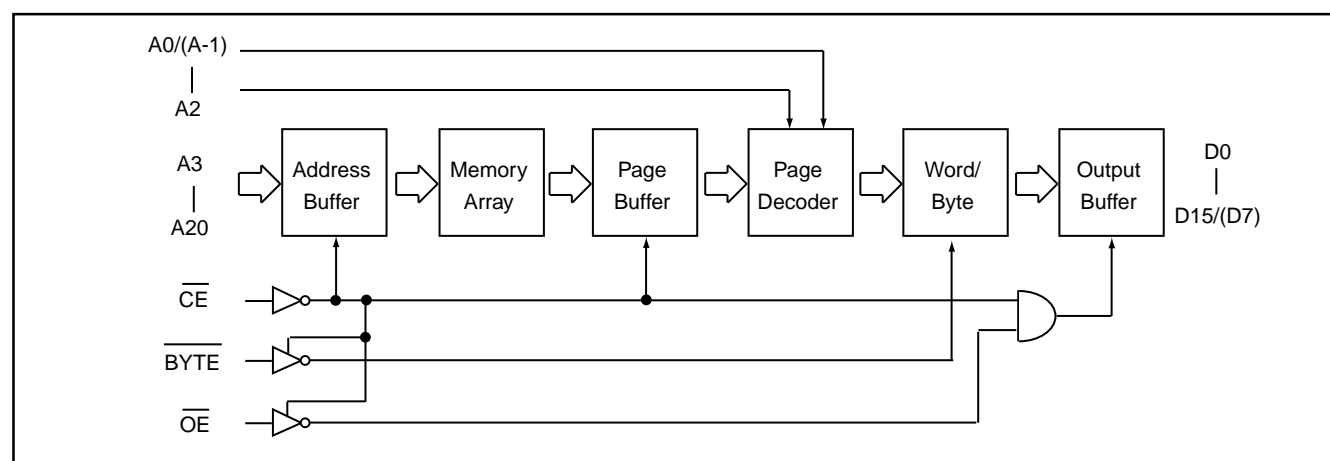 A0/(A-1)
A2
A3
A20
Address
Buffer
Memory
Array
Page
Buffer
Page
Decoder
Word/
Byte
Output
Buffer
D0
D15/(D7)
CE
BYTE
OE